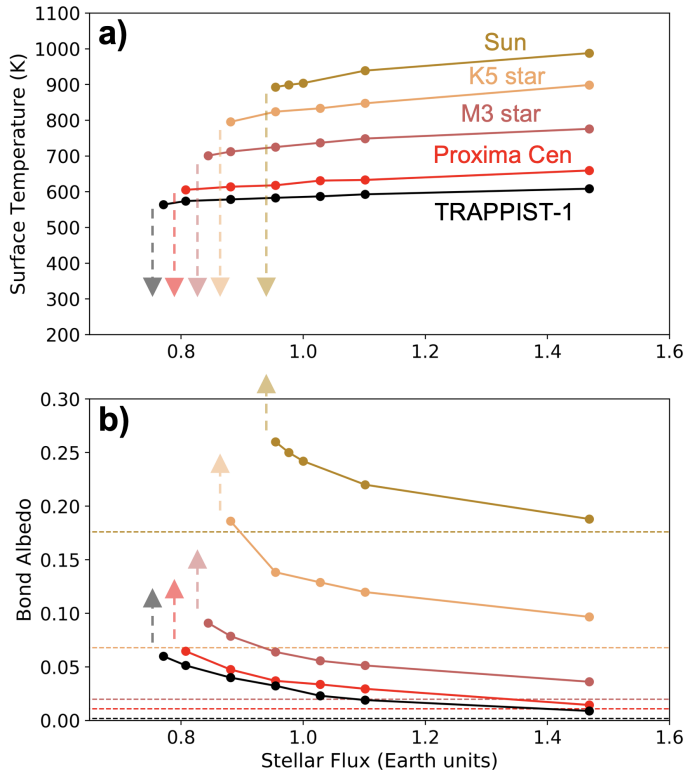 a)
Sun
K5 star
M3 star
Proxima Cen
TRAPPIST-1
Surface Temperature (K)
1100
1000
900
800
700
600
500
400
300
200
0.8 1.0 1.2 1.4 1.6
b)
Bond Albedo
0.30
0.25
0.20
0.15
0.10
0.05
0.00
0.8 1.0 1.2 1.4 1.6
Stellar Flux (Earth units)